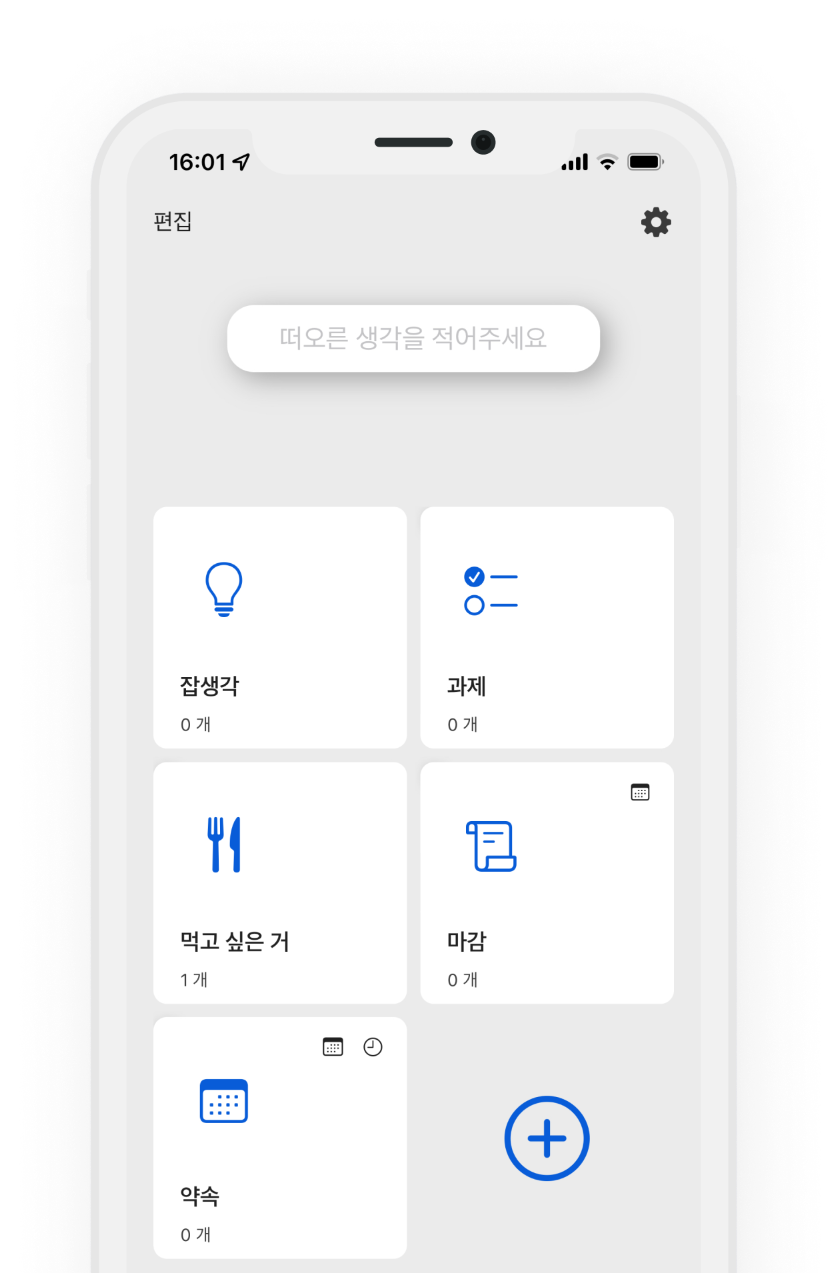 16:01
편집
떠오른 생각을 적어주세요
잡생각
0 개
과제
0 개
먹고 싶은 거
1 개
마감
0 개
약속
0 개